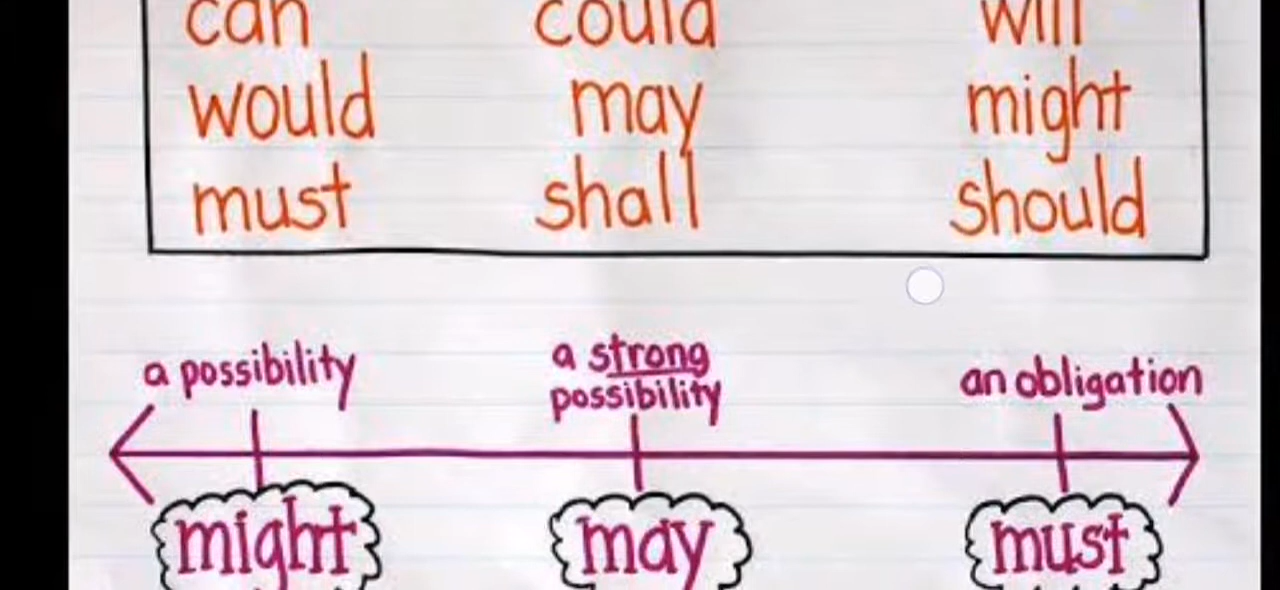 can could will
would may might
must shall should
a possibility a strong an obligation
possibility
might may must